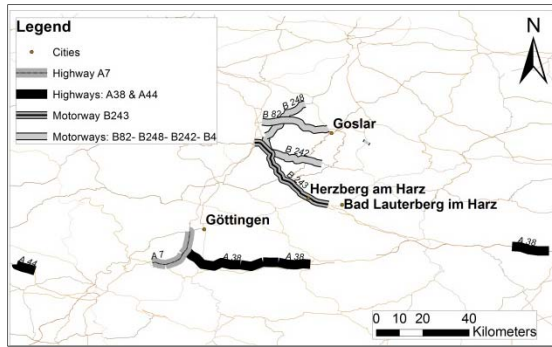 Legend
Cities
Highway A7
Highways: A38 & A44
Motorway B243
Motorways: B82- B248- B242- B4
N
B 248
B 82
Goslar
B 242
B 243
Herzberg am Harz
Bad Lauterberg im Harz
Göttingen
A 7
A 38
A 38
A 38
A 44
0 10 20 40
Kilometers